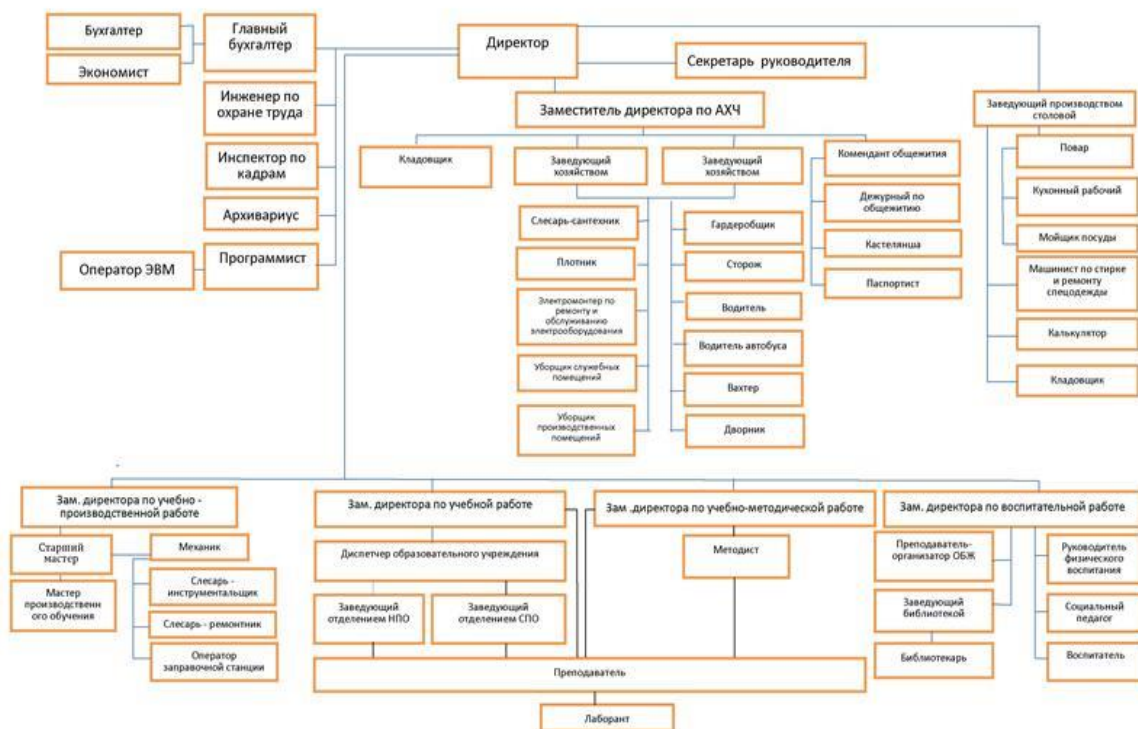 Бухгалтер
Экономист
Главный
бухгалтер
Инженер по
охране труда
Инспектор по
кадрам
Архивариус
Оператор ЭВМ
Программист
Директор
Секретарь руководителя
Заместитель директора по АХЧ
Кладовщик
Заведующий
хозяйством
Слесарь-сантехник
Плотник
Электромонтер по
ремонту и
обслуживанию
электрооборудования
Уборщик служебных
помещений
Уборщик
производственных
помещений
Заведующий
хозяйством
Гардеробщик
Сторож
Водитель
Водитель автобуса
Вахтер
Дворник
Комендант общежития
Дежурный по
общежитию
Кастелянша
Паспортист
Заведующий производством
столовой
Повар
Кухонный рабочий
Мойщик посуды
Машинист по стирке
и ремонту
спецодежды
Калькулятор
Кладовщик
Зам. директора по учебно -
производственной работе
Старший
мастер
Мастер
производственн
ого обучения
Механик
Слесарь -
инструментальщик
Слесарь - ремонтник
Оператор
заправочной станции
Зам. директора по учебной работе
Диспетчер образовательного учреждения
Заведующий
отделением НПО
Заведующий
отделением СПО
Зам .директора по учебно-методической работе
Методист
Преподаватель
Лаборант
Зам. директора по воспитательной работе
Преподаватель-
организатор ОБЖ
Заведующий
библиотекой
Библиотекарь
Руководитель
физического
воспитания
Социальный
педагог
Воспитатель